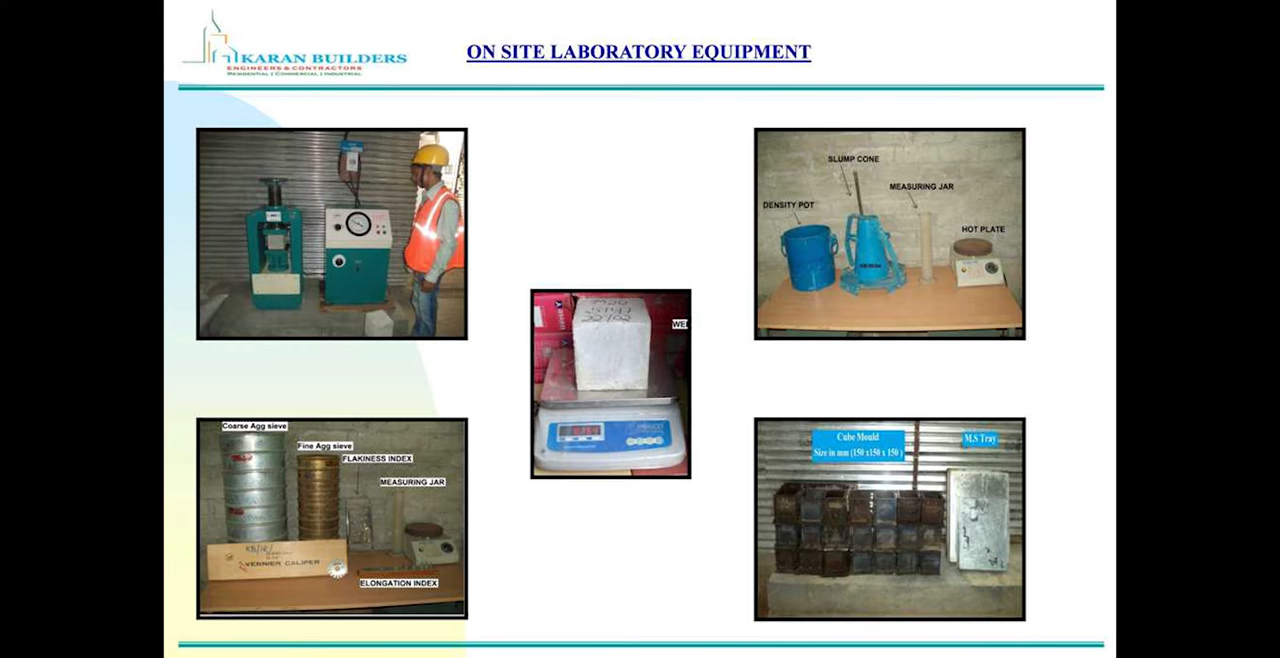 KARAN BUILDERS
ENGINEERS & CONTRACTORS
RESIDENTIAL | COMMERCIAL | INDUSTRIAL
ON SITE LABORATORY EQUIPMENT
SLUMP CONE
MEASURING JAR
DENSITY POT
HOT PLATE
WE
Coarse Agg sieve
Fine Agg sieve
FLAKINESS INDEX
MEASURING JAR
VERNIER CALIPER
ELONGATION INDEX
Cube Mould
Size in mm (150 x150 x 150 )
M.S Tray